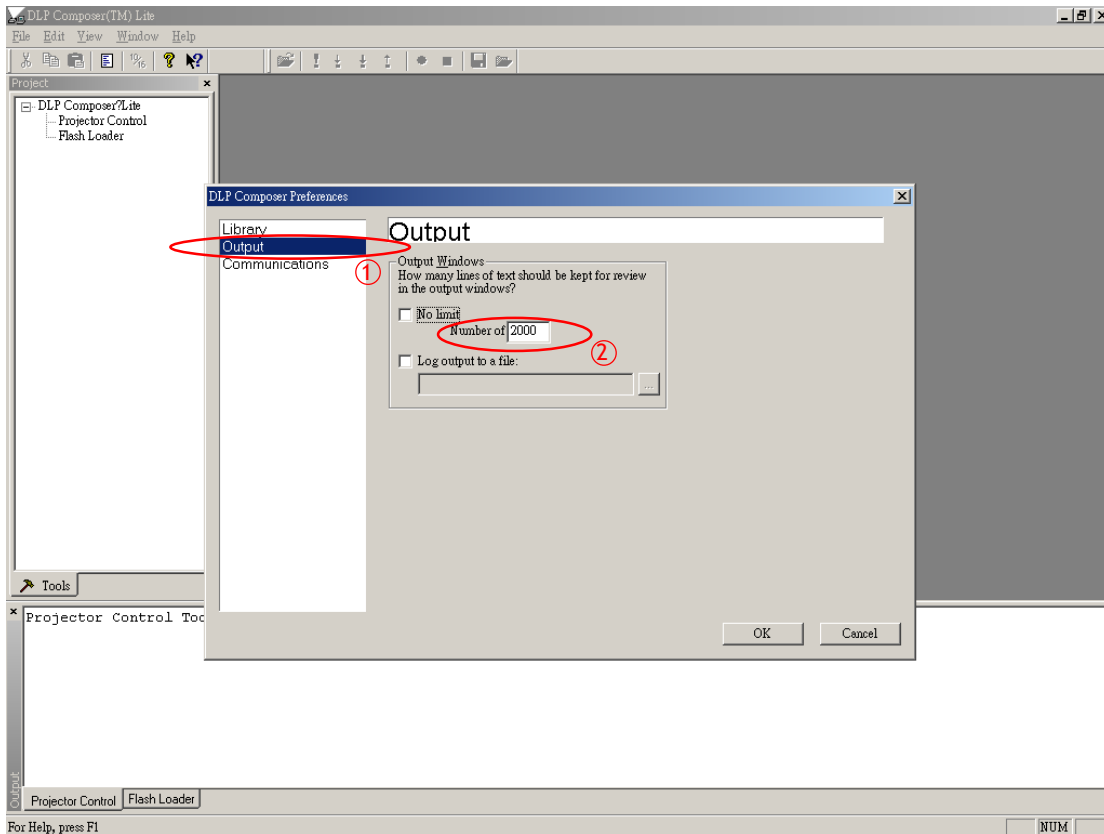 DLP Composer(TM) Lite
File Edit View Window Help
10/16
Project
DLP Composer?Lite
Projector Control
Flash Loader
DLP Composer Preferences
Library
Output
Communications
①
Output
Output Windows
How many lines of text should be kept for review
in the output windows?
No limit
Number of 2000
②
Log output to a file:
...
Tools
OK Cancel
Projector Control Too
Output
Projector Control Flash Loader
For Help, press F1
NUM